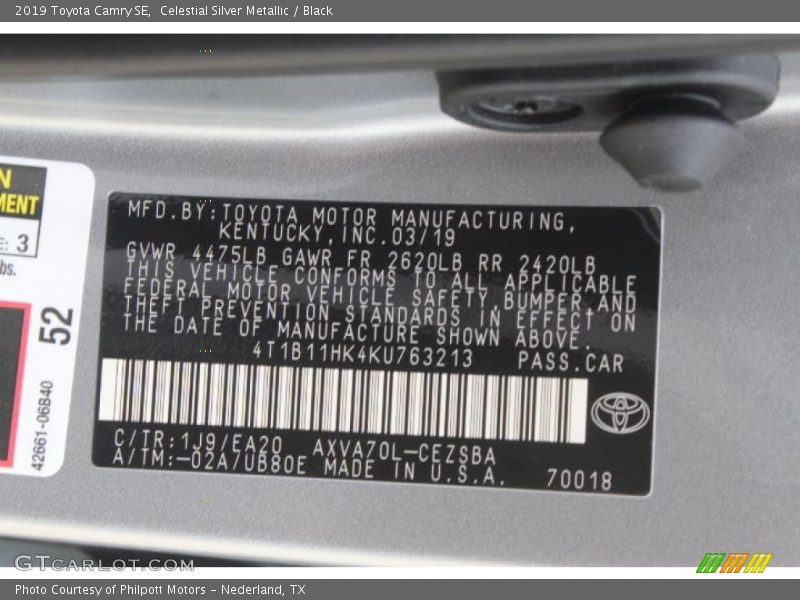 2019 Toyota Camry SE, Celestial Silver Metallic / Black
N
MENT
E: 3
bs.
52
42661-06B40
MFD.BY:TOYOTA MOTOR MANUFACTURING,
KENTUCKY,INC.03/19
GVWR 4475LB GAWR FR 2620LB RR 2420LB
THIS VEHICLE CONFORMS TO ALL APPLICABLE
FEDERAL MOTOR VEHICLE SAFETY BUMPER AND
THEFT PREVENTION STANDARDS IN EFFECT ON
THE DATE OF MANUFACTURE SHOWN ABOVE.
4T1B11HK4KU763213 PASS.CAR
C/TR:1J9/EA20 AXVA70L-CEZSBA
A/TM:-02A/UB80E MADE IN U.S.A. 70018
GTCARLOT.COM
Photo Courtesy of Philpott Motors - Nederland, TX